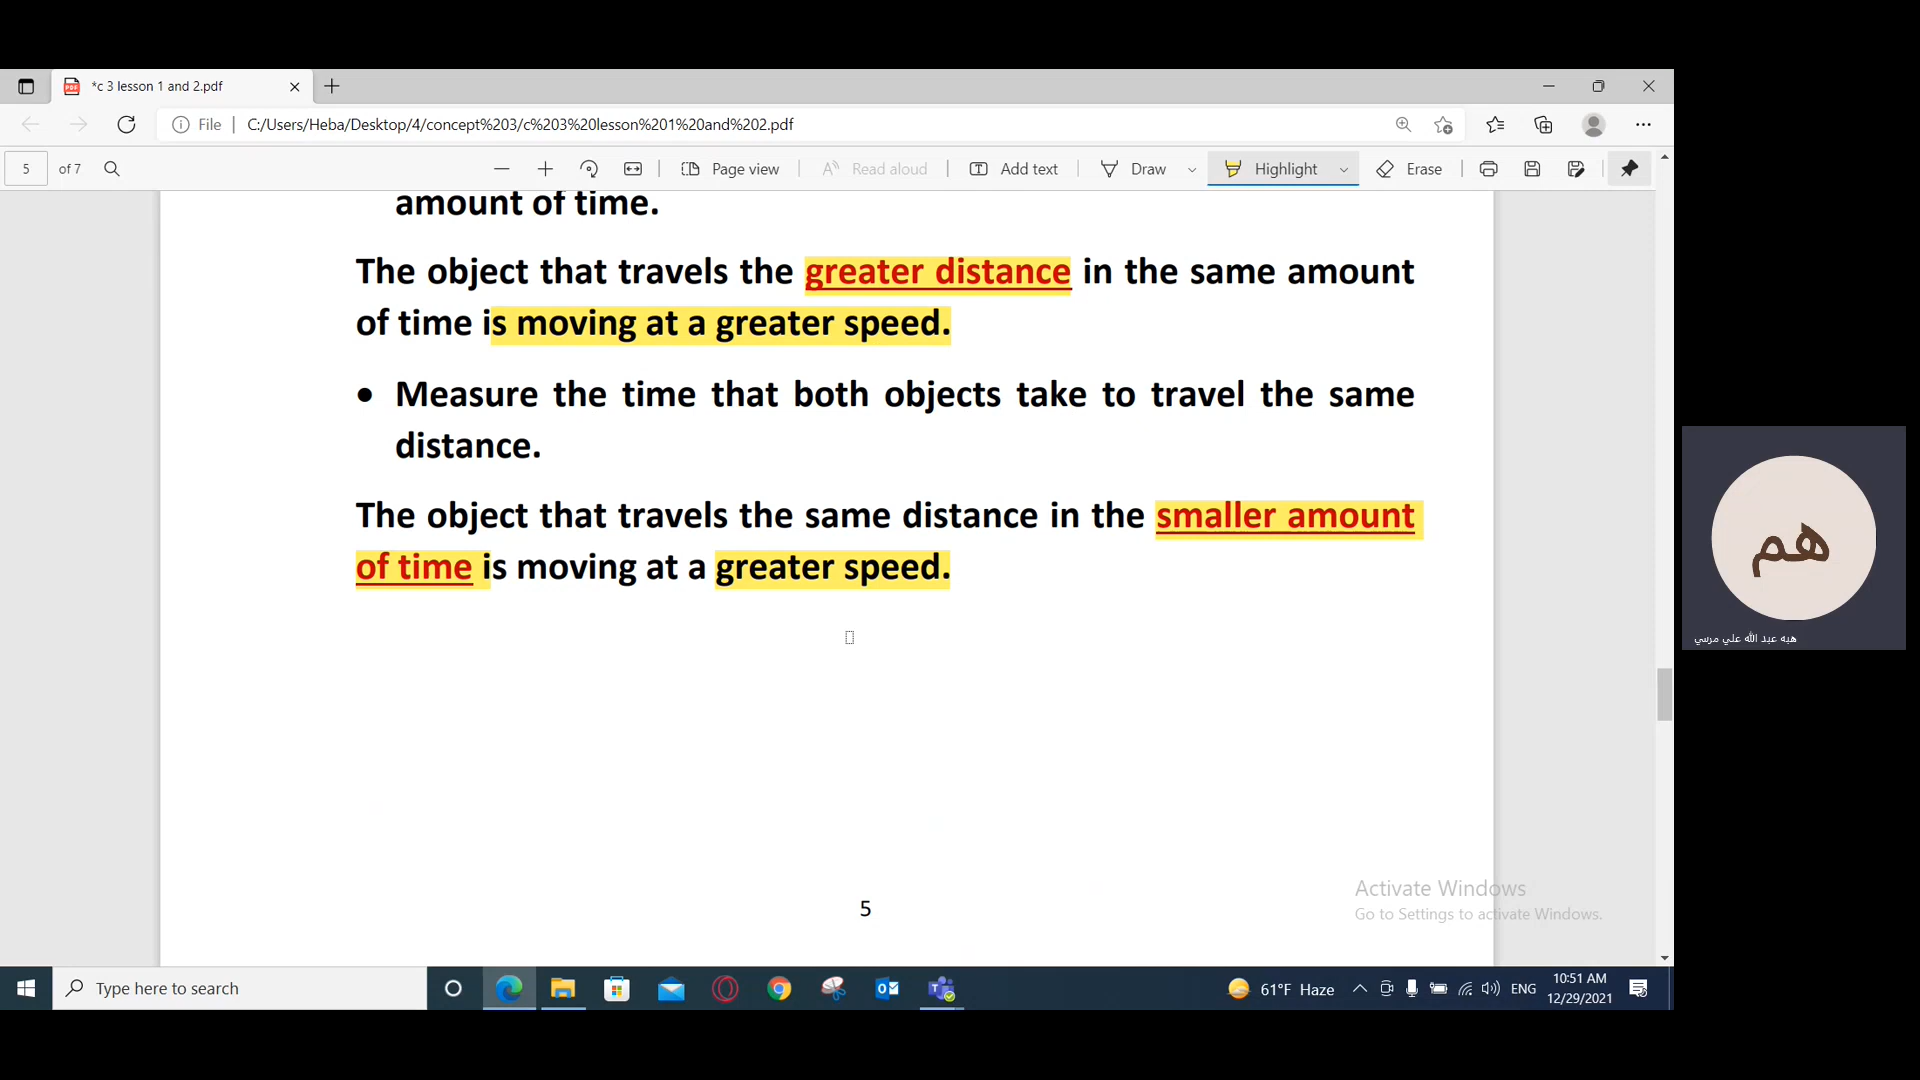 *c 3 lesson 1 and 2.pdf
File
C:/Users/Heba/Desktop/4/concept%203/c%203%20lesson%201%20and%202.pdf
5 of 7
Page view
Read aloud
Add text
Draw
Highlight
Erase
amount of time.
The object that travels the greater distance in the same amount
of time is moving at a greater speed.
• Measure the time that both objects take to travel the same
distance.
The object that travels the same distance in the smaller amount
of time is moving at a greater speed.
هم
هبه عبد الله علي مرسي
5
Activate Windows
Go to Settings to activate Windows.
Type here to search
61°F Haze
ENG
10:51 AM
12/29/2021